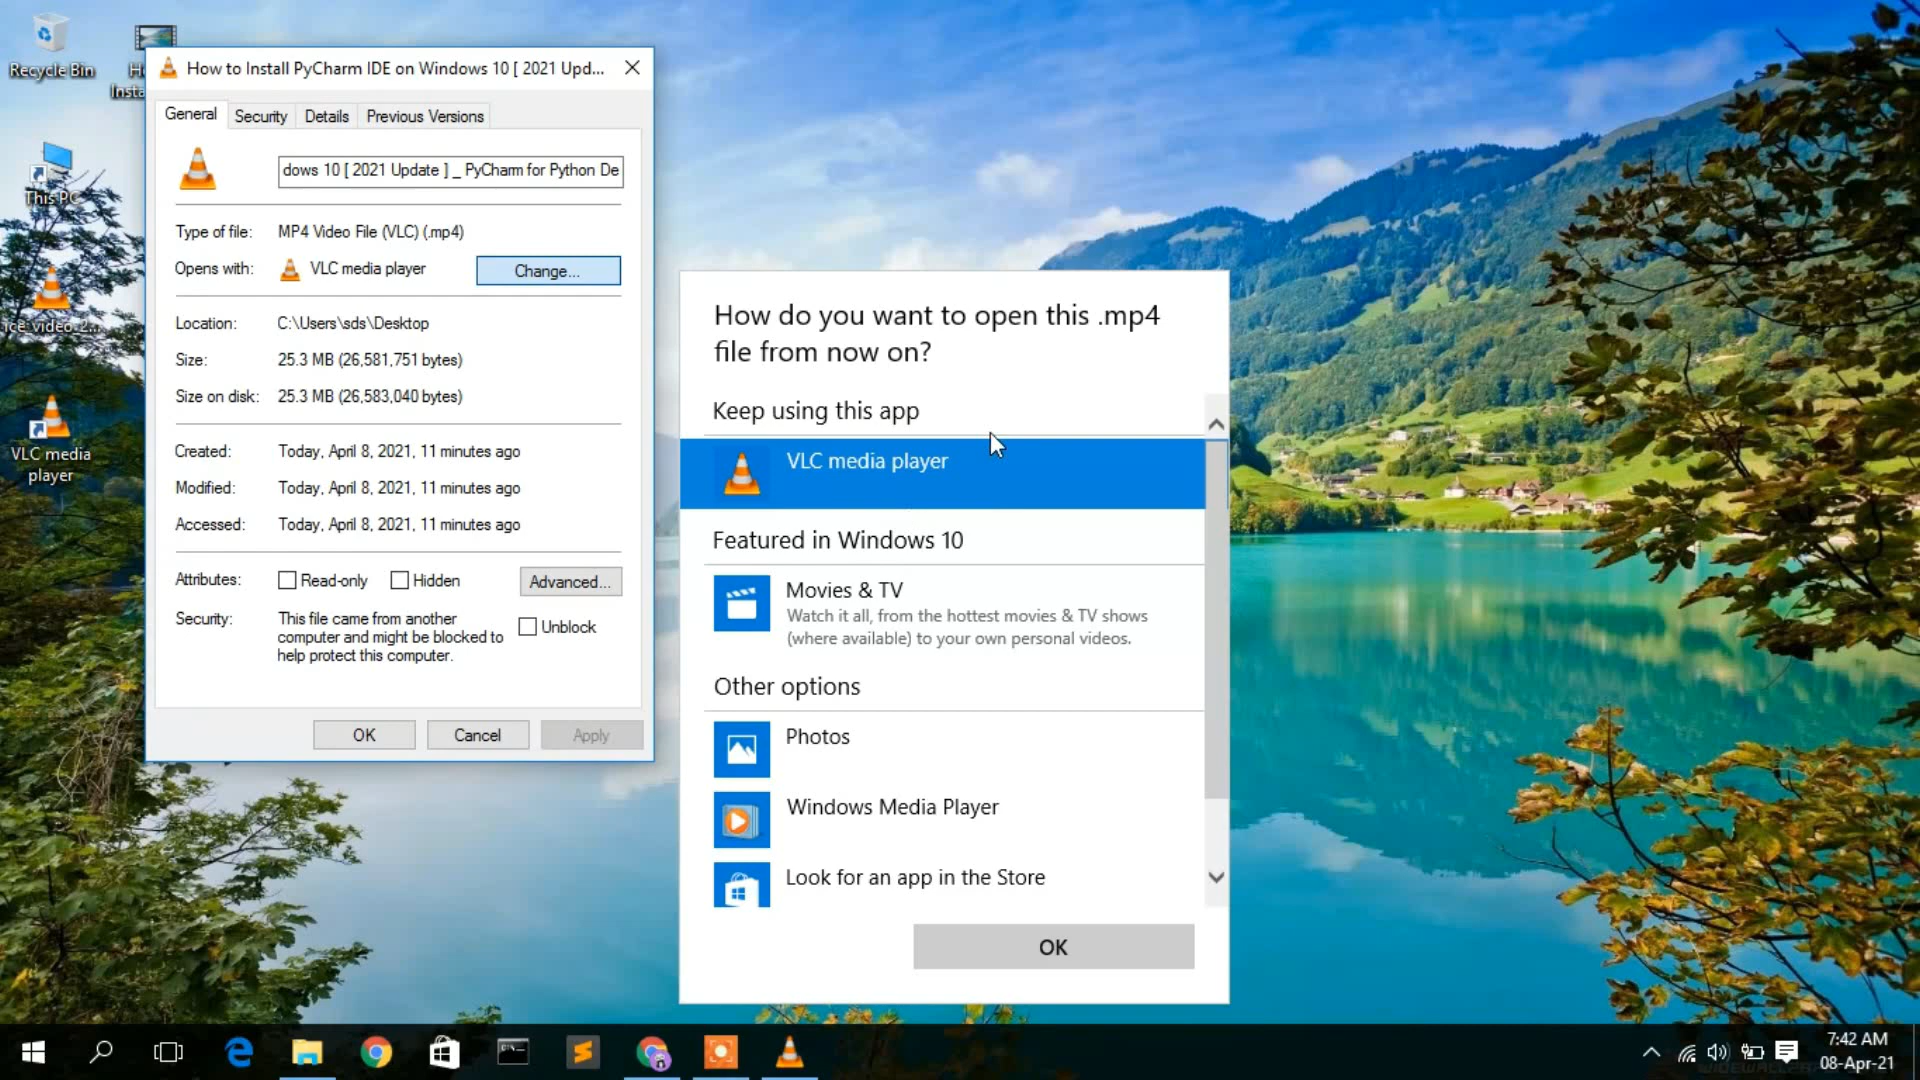 Recycle Bin
This PC
ice_video_2...
VLC media
player
How to Install PyCharm IDE on Windows 10 [ 2021 Upd...
General
Security
Details
Previous Versions
dows 10 [ 2021 Update ] _ PyCharm for Python De
Type of file: MP4 Video File (VLC) (.mp4)
Opens with: VLC media player
Change...
Location: C:\Users\sds\Desktop
Size: 25.3 MB (26,581,751 bytes)
Size on disk: 25.3 MB (26,583,040 bytes)
Created: Today, April 8, 2021, 11 minutes ago
Modified: Today, April 8, 2021, 11 minutes ago
Accessed: Today, April 8, 2021, 11 minutes ago
Attributes: Read-only Hidden Advanced...
Security: This file came from another
computer and might be blocked to
help protect this computer.
Unblock
OK Cancel Apply
How do you want to open this .mp4
file from now on?
Keep using this app
VLC media player
Featured in Windows 10
Movies & TV
Watch it all, from the hottest movies & TV shows
(where available) to your own personal videos.
Other options
Photos
Windows Media Player
Look for an app in the Store
OK
7:42 AM
08-Apr-21